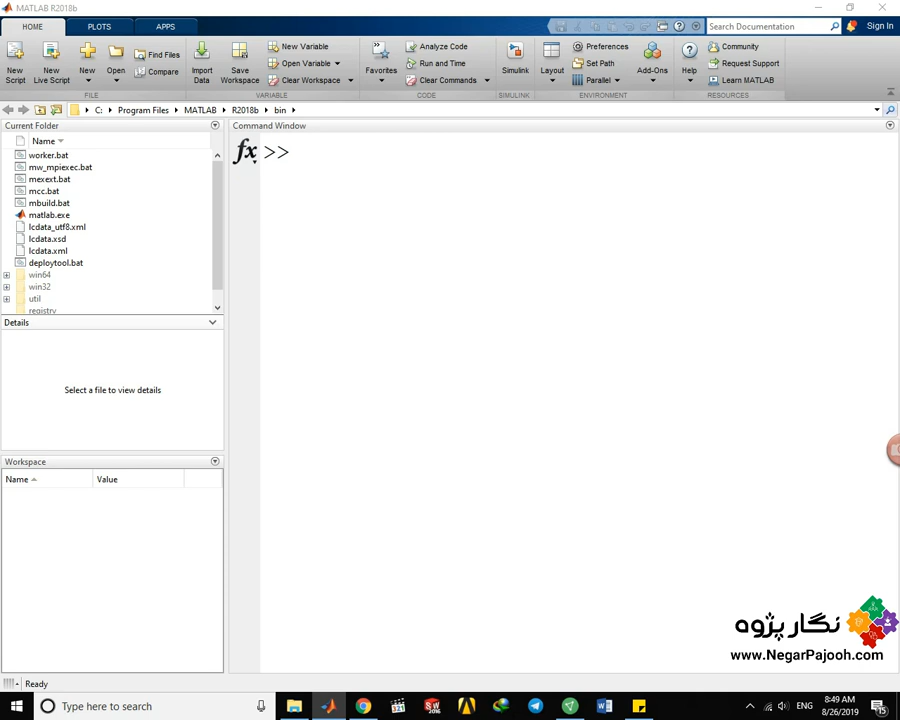 MATLAB R2018b
HOME
PLOTS
APPS
Search Documentation
Sign In
New Script
New Live Script
New
Open
Find Files
Compare
Import Data
Save Workspace
New Variable
Open Variable
Clear Workspace
Favorites
Analyze Code
Run and Time
Clear Commands
Simulink
Layout
Preferences
Set Path
Parallel
Add-Ons
Help
Community
Request Support
Learn MATLAB
FILE
VARIABLE
CODE
SIMULINK
ENVIRONMENT
RESOURCES
C: ▸ Program Files ▸ MATLAB ▸ R2018b ▸ bin ▸
Current Folder
Name
worker.bat
mw_mpiexec.bat
mexext.bat
mcc.bat
mbuild.bat
matlab.exe
lcdata_utf8.xml
lcdata.xsd
lcdata.xml
deploytool.bat
win64
win32
util
registry
Details
Select a file to view details
Workspace
Name
Value
Command Window
fx >>
نگار پژوه
www.NegarPajooh.com
Ready
Type here to search
ENG
8:49 AM
8/26/2019